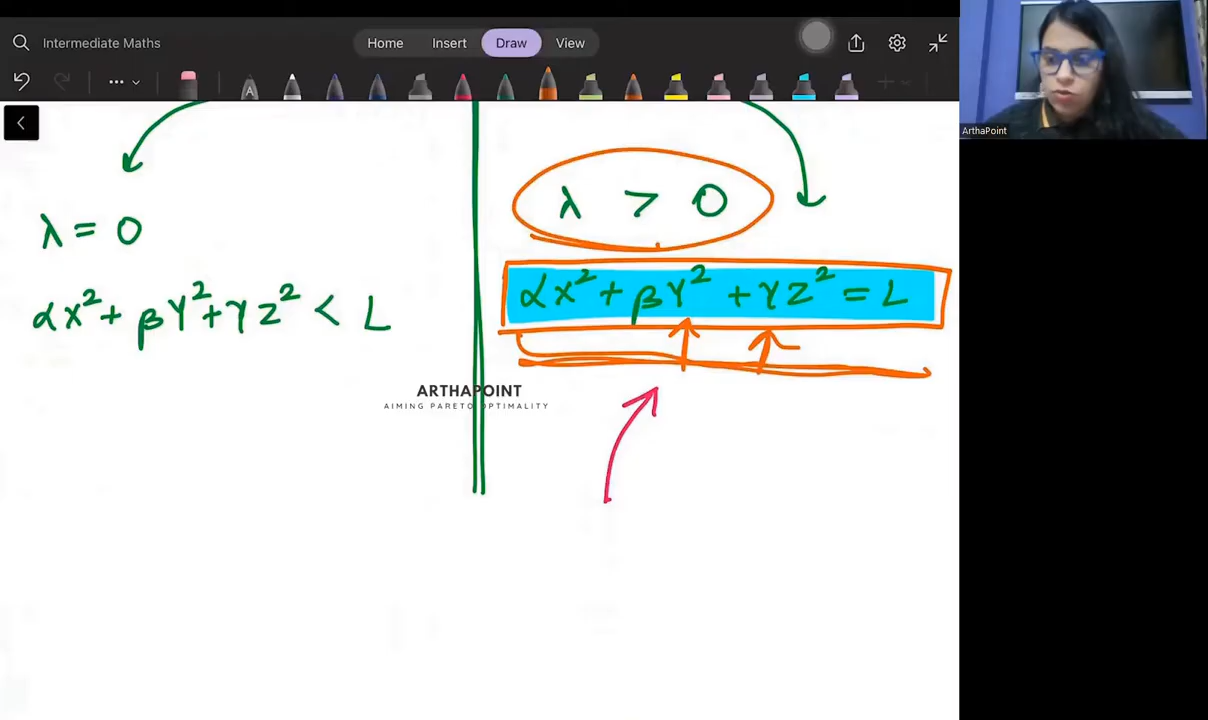 Intermediate Maths
Home Insert Draw View
A
ArthaPoint
λ = 0
αx² + βY² + γz² < L
λ > 0
αx² + βY² + γz² = L
ARTHAPOINT
AIMING PARETO OPTIMALITY